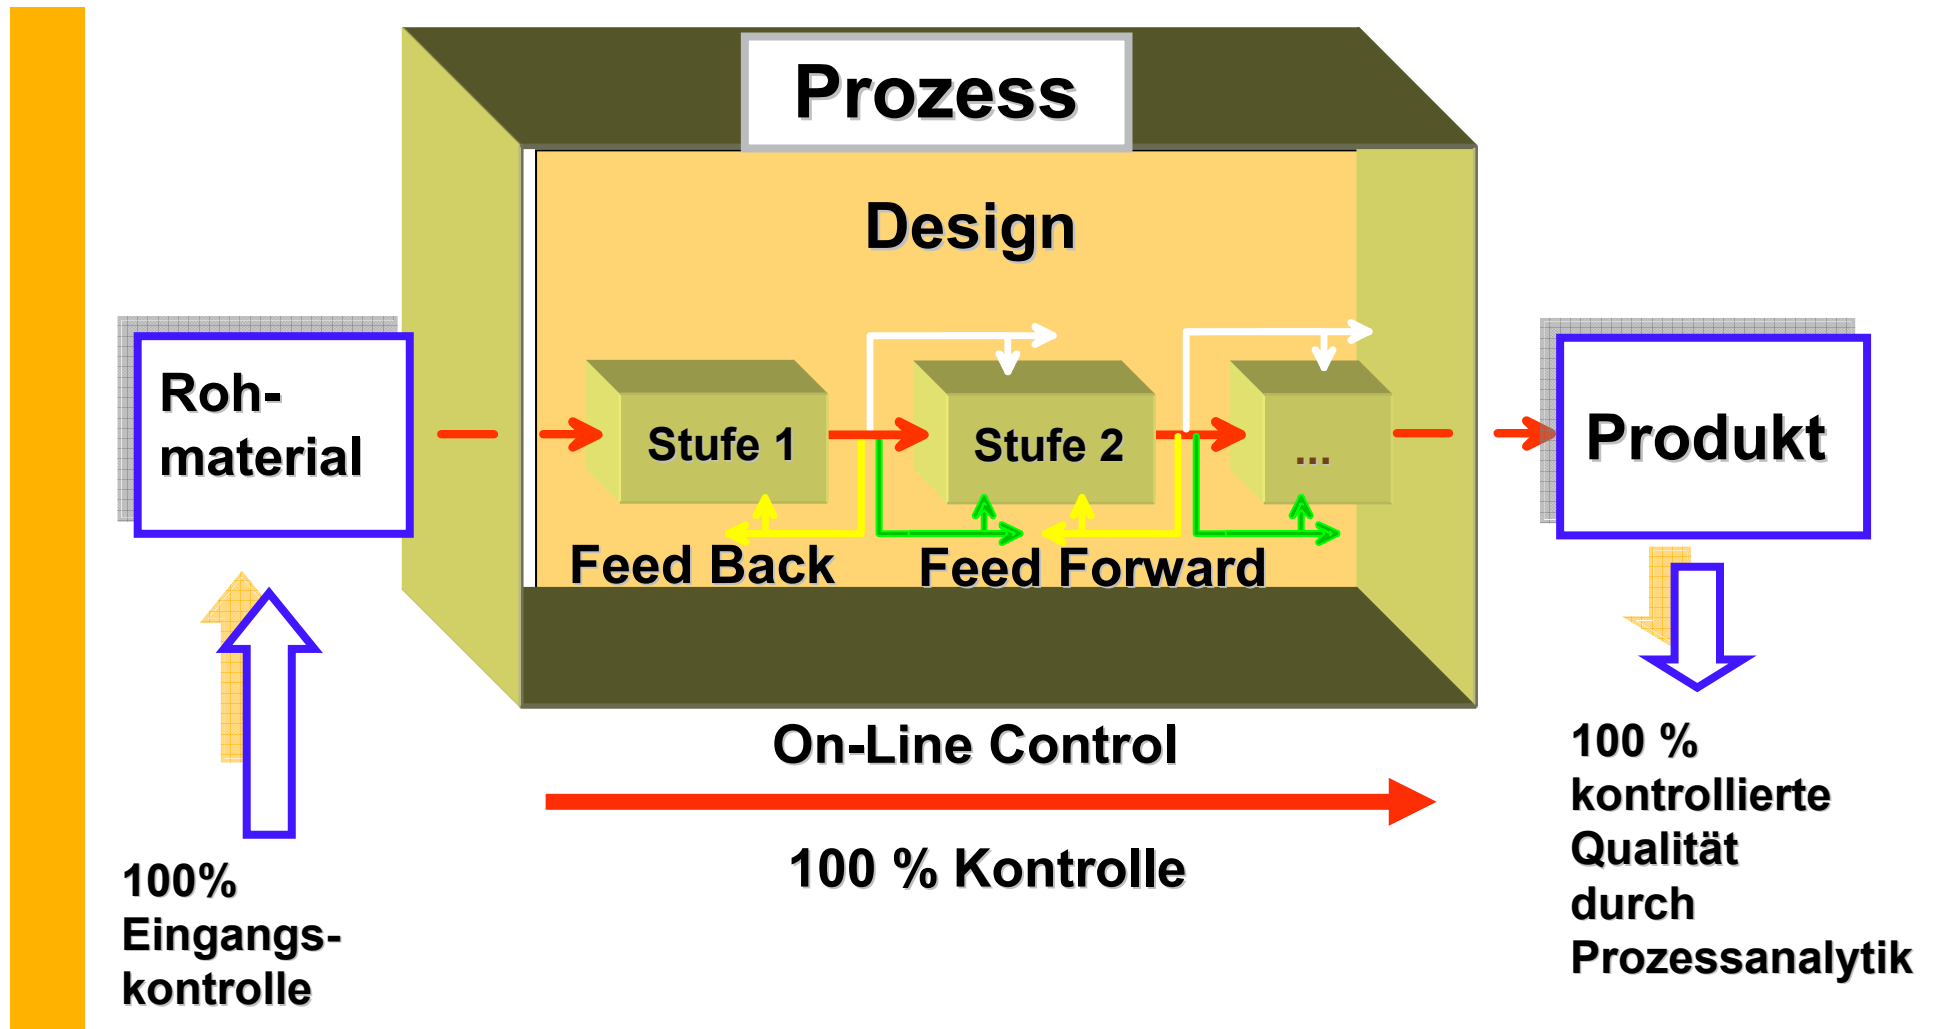 Prozess
Design
Roh-
material
Stufe 1
Stufe 2
...
Produkt
Feed Back
Feed Forward
On-Line Control
100 % Kontrolle
100%
Eingangs-
kontrolle
100 %
kontrollierte
Qualität
durch
Prozessanalytik